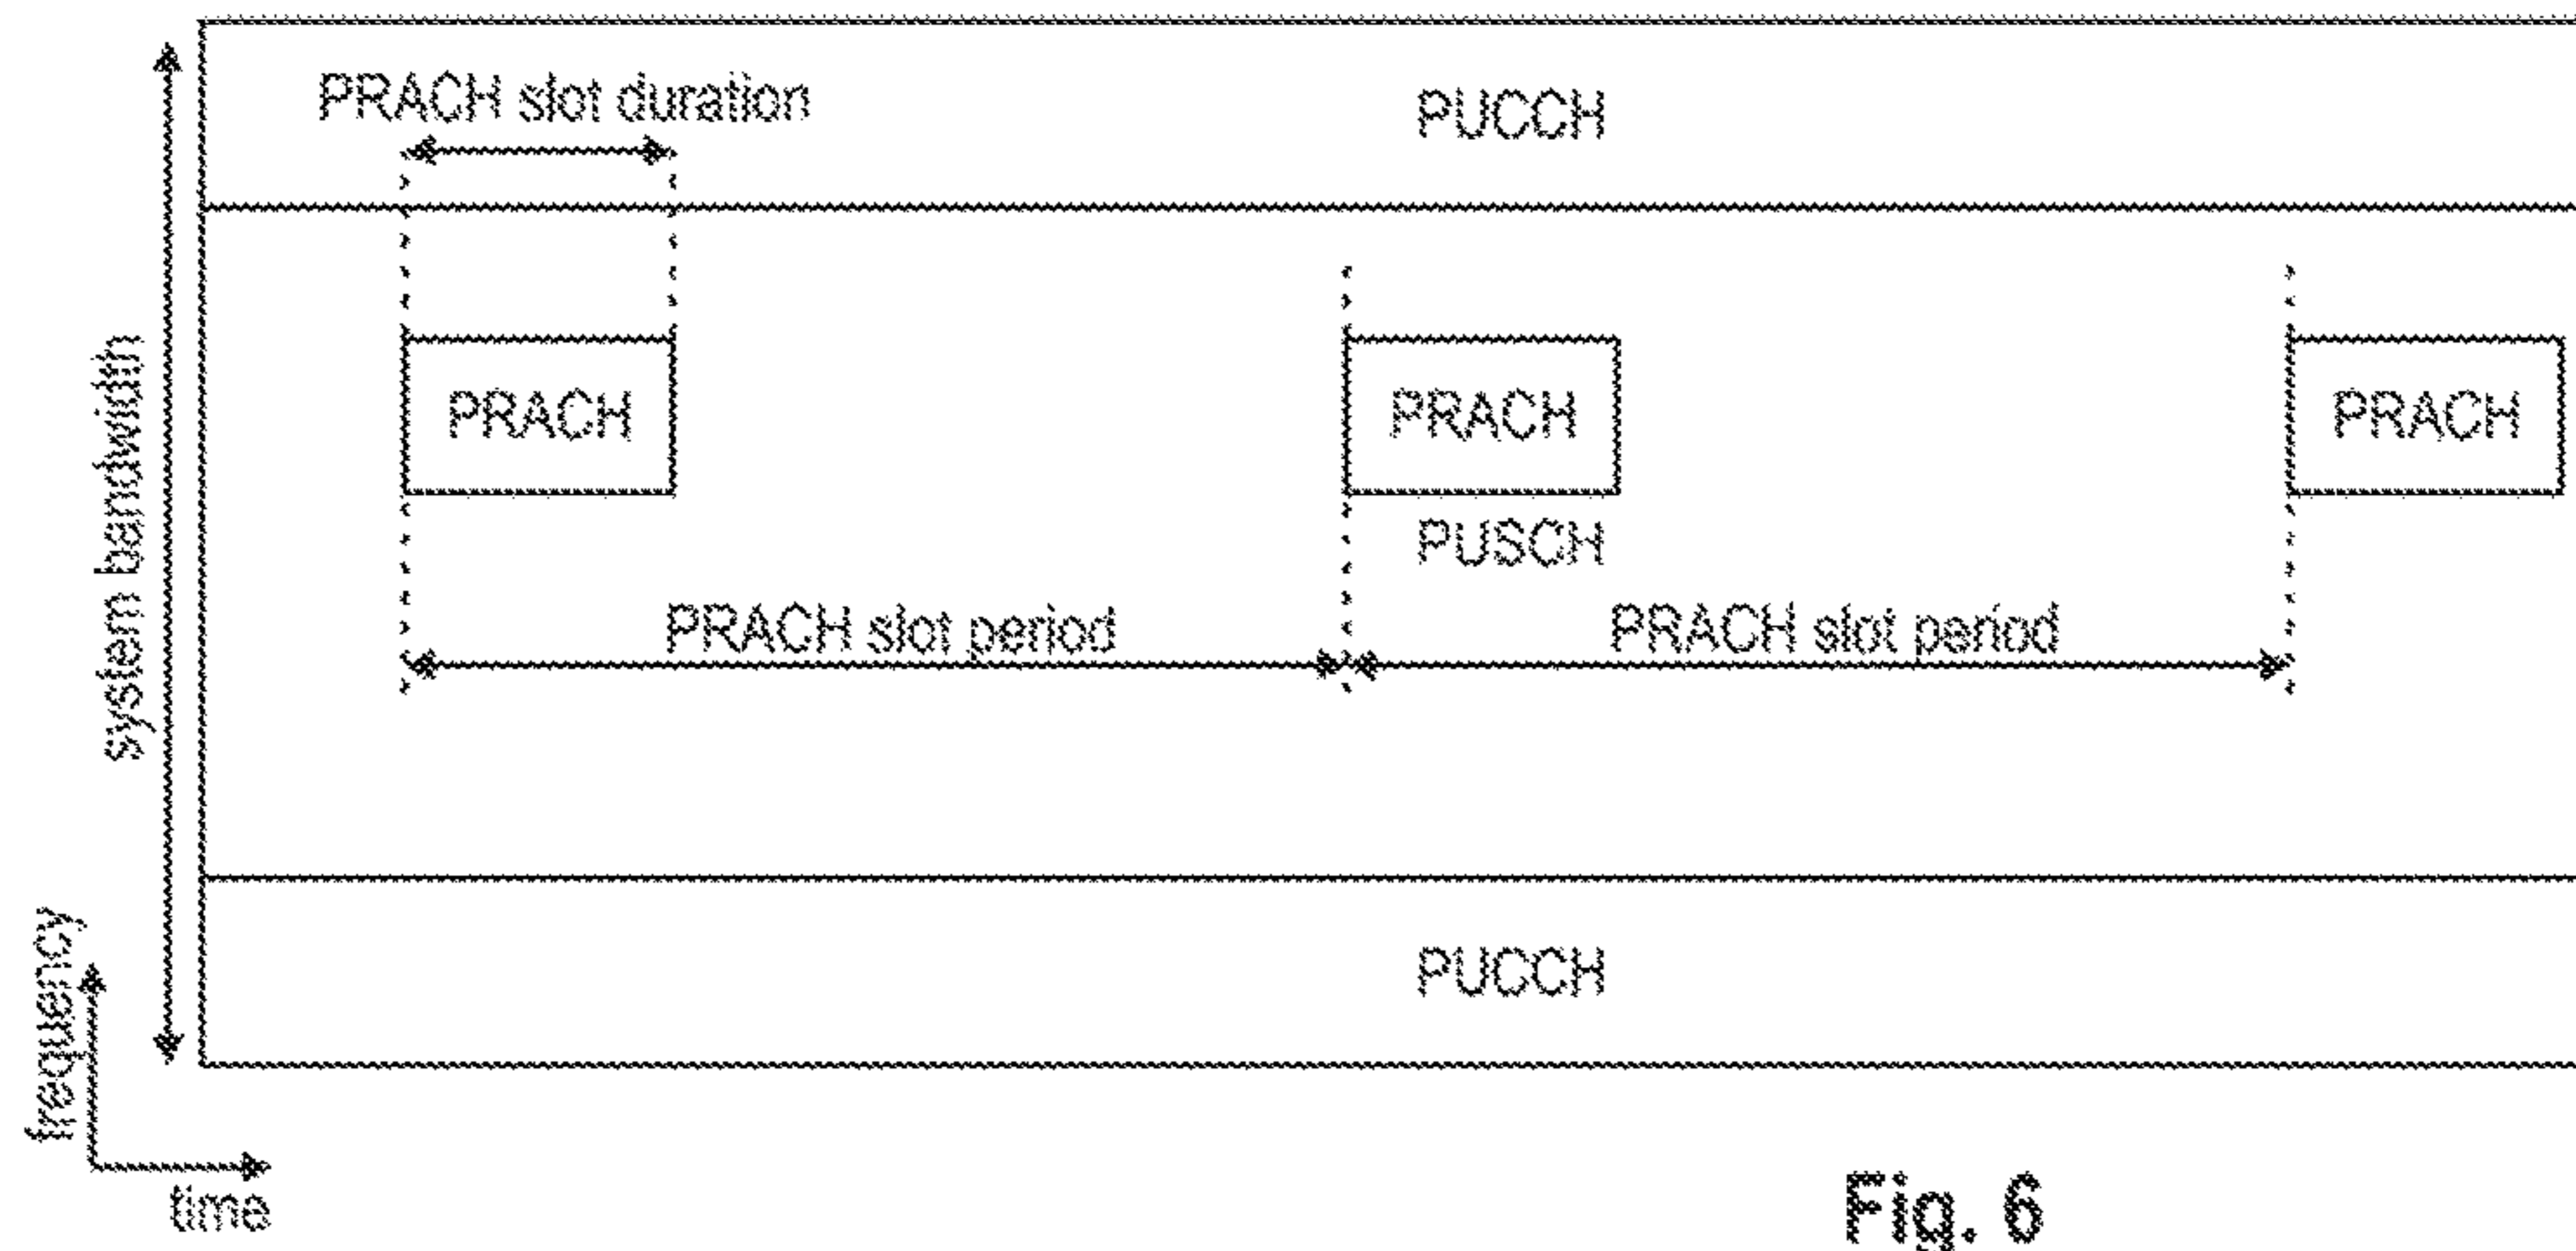 PRACH slot duration
PUCCH
PRACH
PRACH
PRACH
PUSCH
PRACH slot period
PRACH slot period
system bandwidth
PUCCH
frequency
time
Fig. 6